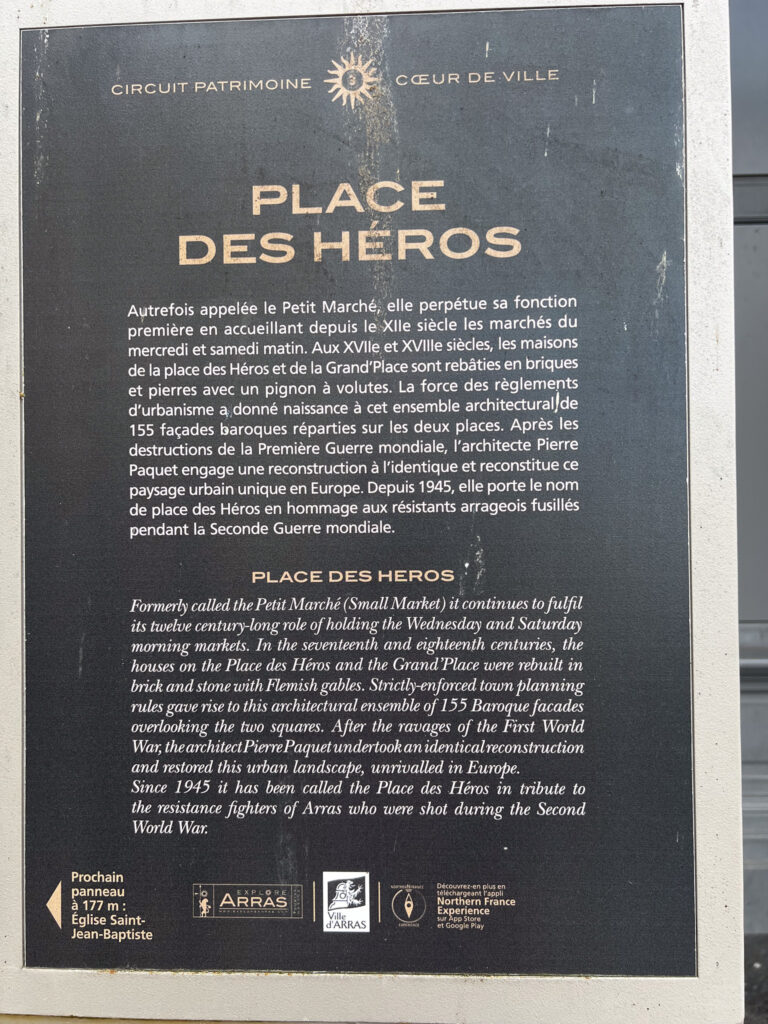 CIRCUIT PATRIMOINE 3 CŒUR DE VILLE
PLACE
DES HÉROS
Autrefois appelée le Petit Marché, elle perpétue sa fonction
première en accueillant depuis le XIIe siècle les marchés du
mercredi et samedi matin. Aux XVIIe et XVIIIe siècles, les maisons
de la place des Héros et de la Grand'Place sont rebâties en briques
et pierres avec un pignon à volutes. La force des règlements
d'urbanisme a donné naissance à cet ensemble architectural de
155 façades baroques réparties sur les deux places. Après les
destructions de la Première Guerre mondiale, l'architecte Pierre
Paquet engage une reconstruction à l'identique et reconstitue ce
paysage urbain unique en Europe. Depuis 1945, elle porte le nom
de place des Héros en hommage aux résistants arrageois fusillés
pendant la Seconde Guerre mondiale.
PLACE DES HEROS
Formerly called the Petit Marché (Small Market) it continues to fulfil
its twelve century-long role of holding the Wednesday and Saturday
morning markets. In the seventeenth and eighteenth centuries, the
houses on the Place des Héros and the Grand'Place were rebuilt in
brick and stone with Flemish gables. Strictly-enforced town planning
rules gave rise to this architectural ensemble of 155 Baroque facades
overlooking the two squares. After the ravages of the First World
War, the architect Pierre Paquet undertook an identical reconstruction
and restored this urban landscape, unrivalled in Europe.
Since 1945 it has been called the Place des Héros in tribute to
the resistance fighters of Arras who were shot during the Second
World War.
Prochain
panneau
à 177 m :
Église Saint-
Jean-Baptiste
EXPLORE
ARRAS
Ville
d'ARRAS
NORTHERN FRANCE
EXPERIENCE
Découvrez-en plus en
téléchargeant l'appli
Northern France
Experience
sur App Store
et Google Play